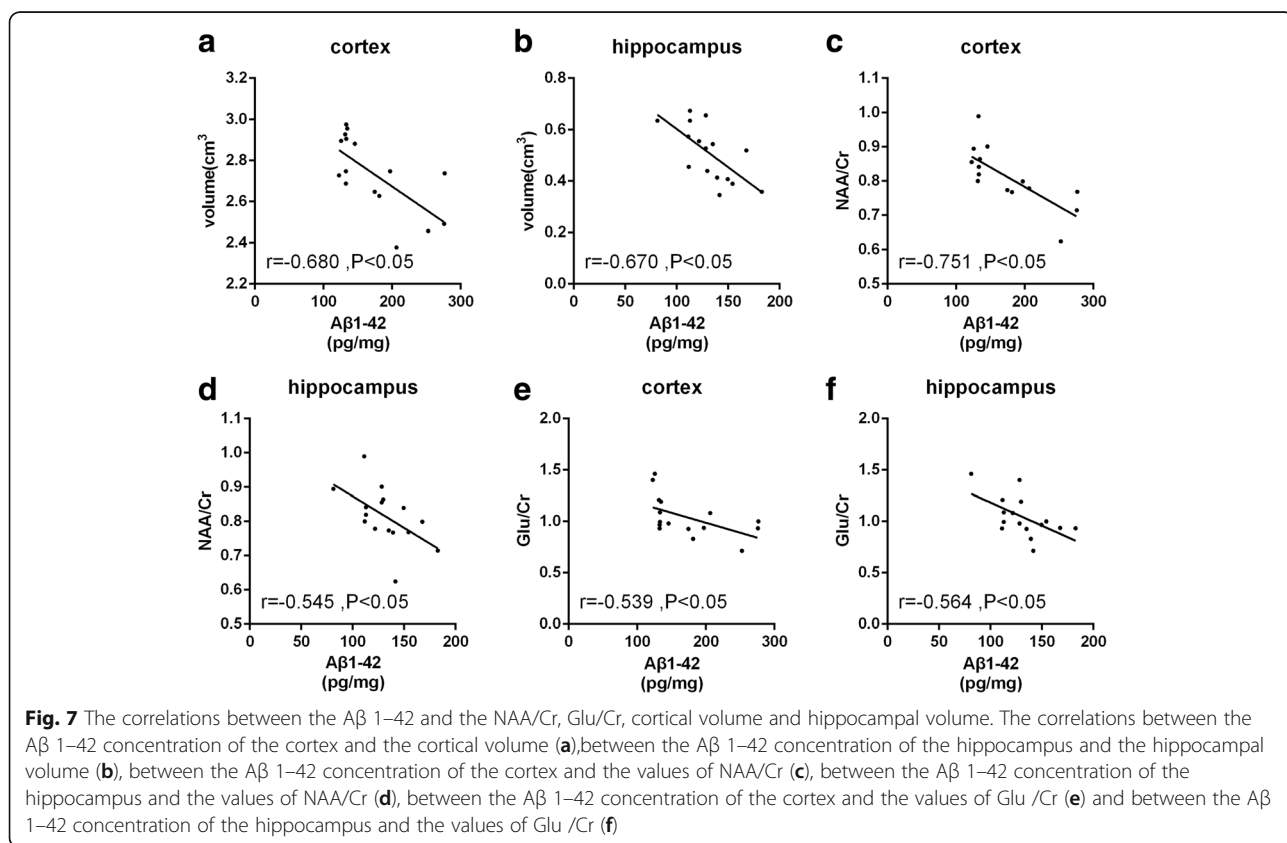 a cortex
volume(cm³)
3.2
3.0
2.8
2.6
2.4
2.2
r=-0.680 ,P<0.05
0 100 200 300
Aβ1-42
(pg/mg)
b hippocampus
volume(cm³)
0.8
0.6
0.4
0.2
0.0
r=-0.670 ,P<0.05
0 50 100 150 200
Aβ1-42
(pg/mg)
c cortex
NAA/Cr
1.1
1.0
0.9
0.8
0.7
0.6
0.5
r=-0.751 ,P<0.05
0 100 200 300
Aβ1-42
(pg/mg)
d hippocampus
NAA/Cr
1.1
1.0
0.9
0.8
0.7
0.6
0.5
r=-0.545 ,P<0.05
0 50 100 150 200
Aβ1-42
(pg/mg)
e cortex
Glu/Cr
2.0
1.5
1.0
0.5
0.0
r=-0.539 ,P<0.05
0 100 200 300
Aβ1-42
(pg/mg)
f hippocampus
Glu/Cr
2.0
1.5
1.0
0.5
0.0
r=-0.564 ,P<0.05
0 50 100 150 200
Aβ1-42
(pg/mg)
Fig. 7 The correlations between the Aβ 1–42 and the NAA/Cr, Glu/Cr, cortical volume and hippocampal volume. The correlations between the
Aβ 1–42 concentration of the cortex and the cortical volume (a),between the Aβ 1–42 concentration of the hippocampus and the hippocampal
volume (b), between the Aβ 1–42 concentration of the cortex and the values of NAA/Cr (c), between the Aβ 1–42 concentration of the
hippocampus and the values of NAA/Cr (d), between the Aβ 1–42 concentration of the cortex and the values of Glu /Cr (e) and between the Aβ
1–42 concentration of the hippocampus and the values of Glu /Cr (f)